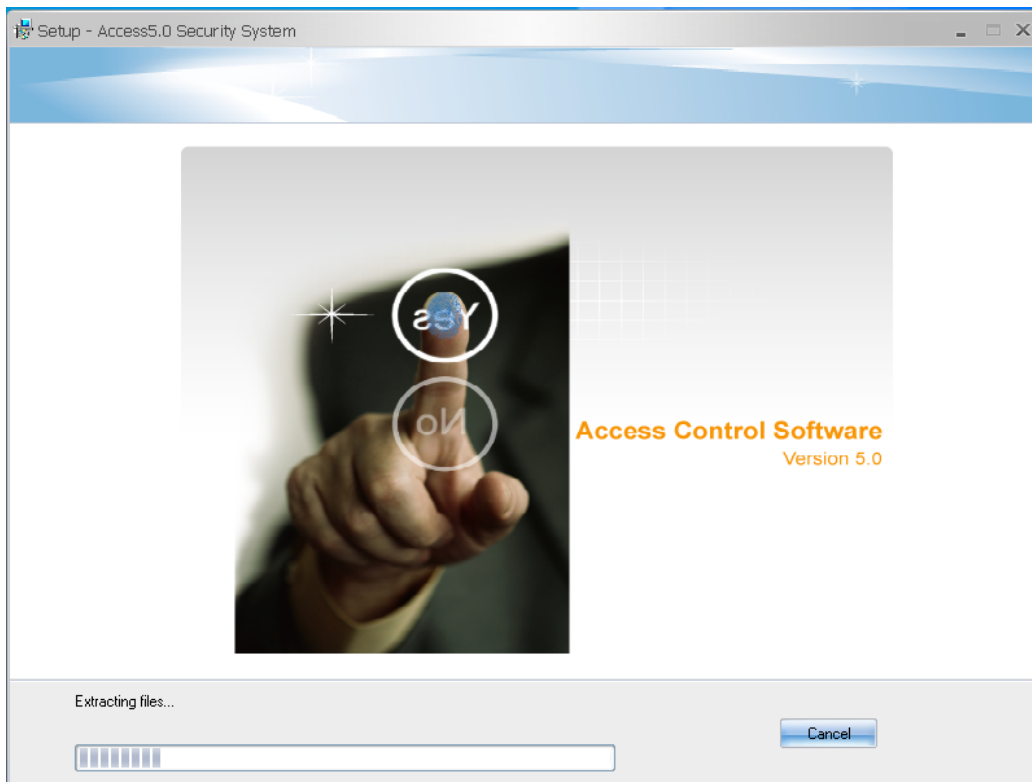 Setup - Access5.0 Security System
Yes
No
Access Control Software
Version 5.0
Extracting files...
Cancel